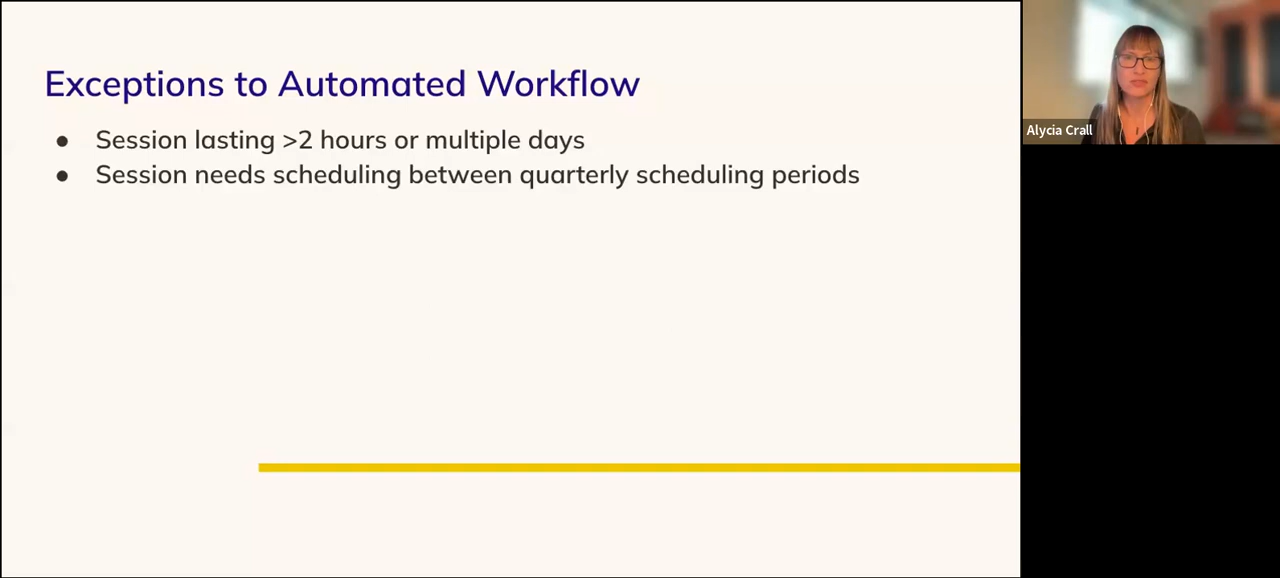 Exceptions to Automated Workflow
● Session lasting >2 hours or multiple days
● Session needs scheduling between quarterly scheduling periods
Alycia Crall